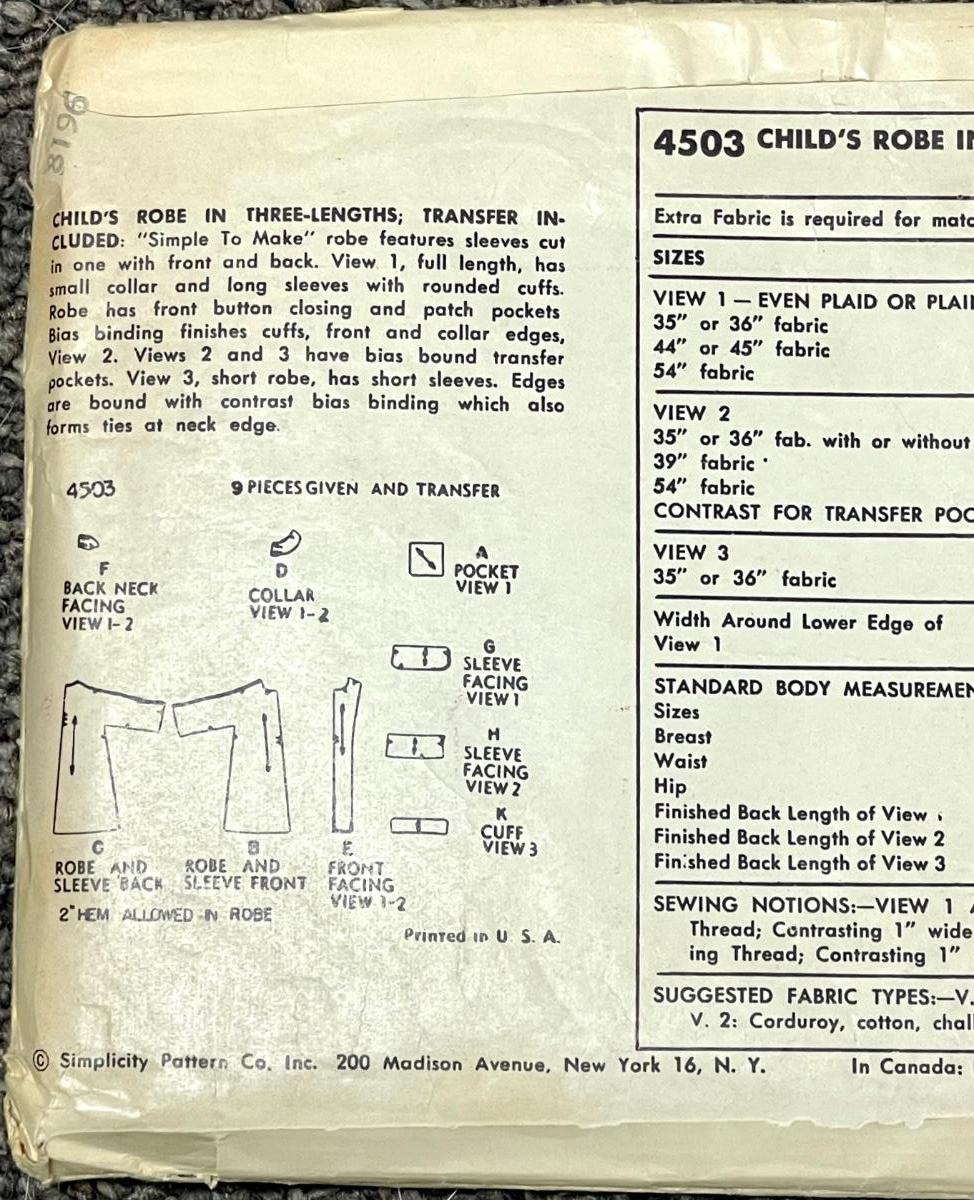 8196
CHILD'S ROBE IN THREE-LENGTHS; TRANSFER IN-
CLUDED: "Simple To Make" robe features sleeves cut
in one with front and back. View 1, full length, has
small collar and long sleeves with rounded cuffs.
Robe has front button closing and patch pockets
Bias binding finishes cuffs, front and collar edges,
View 2. Views 2 and 3 have bias bound transfer
pockets. View 3, short robe, has short sleeves. Edges
are bound with contrast bias binding which also
forms ties at neck edge.
4503 9 PIECES GIVEN AND TRANSFER
F
BACK NECK
FACING
VIEW 1-2
D
COLLAR
VIEW 1-2
A
POCKET
VIEW 1
G
SLEEVE
FACING
VIEW 1
H
SLEEVE
FACING
VIEW 2
K
CUFF
VIEW 3
C
ROBE AND
SLEEVE BACK
B
ROBE AND
SLEEVE FRONT
E
FRONT
FACING
VIEW 1-2
2" HEM ALLOWED IN ROBE
Printed in U. S. A.
4503 CHILD'S ROBE
Extra Fabric is required for
SIZES
VIEW 1 — EVEN PLAID OR
35" or 36" fabric
44" or 45" fabric
54" fabric
VIEW 2
35" or 36" fab. with or without
39" fabric
54" fabric
CONTRAST FOR TRANSFER
VIEW 3
35" or 36" fabric
Width Around Lower Edge of
View 1
STANDARD BODY
Sizes
Breast
Waist
Hip
Finished Back Length of View
Finished Back Length of View 2
Finished Back Length of View 3
SEWING NOTIONS:—VIEW 1
Thread; Contrasting 1" wide
ing Thread; Contrasting 1"
SUGGESTED FABRIC TYPES:—V.
V. 2: Corduroy, cotton,
© Simplicity Pattern Co. Inc. 200 Madison Avenue, New York 16, N. Y. In Canada: